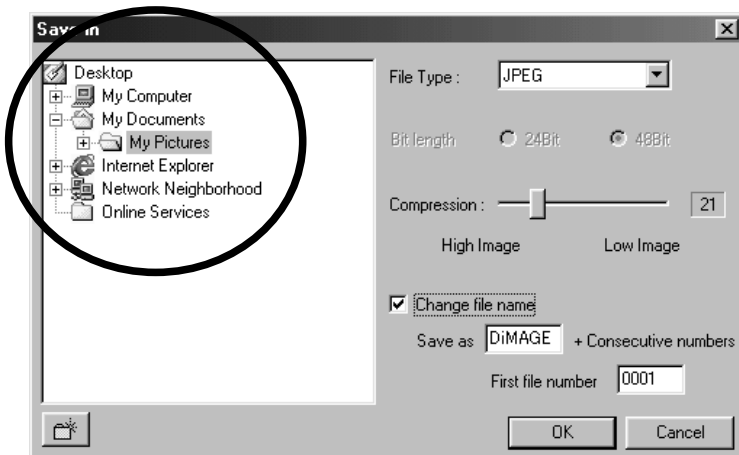 Save in
Desktop
My Computer
My Documents
My Pictures
Internet Explorer
Network Neighborhood
Online Services
File Type :
JPEG
Bit length
24Bit
48Bit
Compression :
21
High Image
Low Image
Change file name
Save as
DiMAGE
+ Consecutive numbers
First file number
0001
OK
Cancel